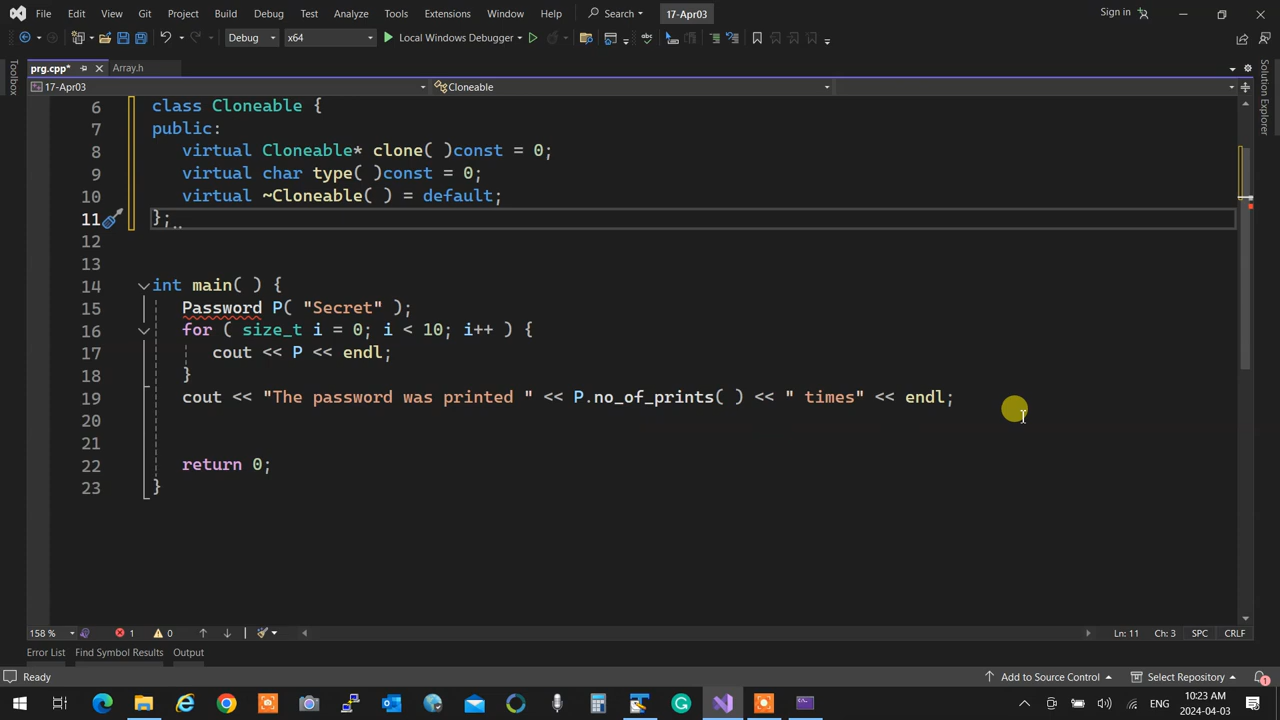 File Edit View Git Project Build Debug Test Analyze Tools Extensions Window Help Search 17-Apr03 Sign in
Debug x64 Local Windows Debugger
prg.cpp* Array.h
17-Apr03 Cloneable
Toolbox
Solution Explorer
6 class Cloneable {
7 public:
8 virtual Cloneable* clone( )const = 0;
9 virtual char type( )const = 0;
10 virtual ~Cloneable( ) = default;
11 };
12
13
14 int main( ) {
15 Password P( "Secret" );
16 for ( size_t i = 0; i < 10; i++ ) {
17 cout << P << endl;
18 }
19 cout << "The password was printed " << P.no_of_prints( ) << " times" << endl;
20
21
22 return 0;
23 }
158 % 1 0 Ln: 11 Ch: 3 SPC CRLF
Error List Find Symbol Results Output
Ready Add to Source Control Select Repository 1
ENG 10:23 AM
2024-04-03